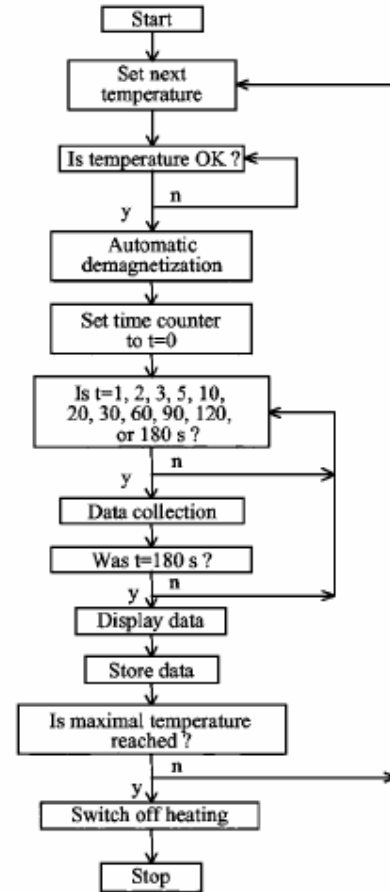 Start
Set next
temperature
Is temperature OK ?
n
y
Automatic
demagnetization
Set time counter
to t=0
Is t=1, 2, 3, 5, 10,
20, 30, 60, 90, 120,
or 180 s ?
n
y
Data collection
Was t=180 s ?
n
y
Display data
Store data
Is maximal temperature
reached ?
n
y
Switch off heating
Stop